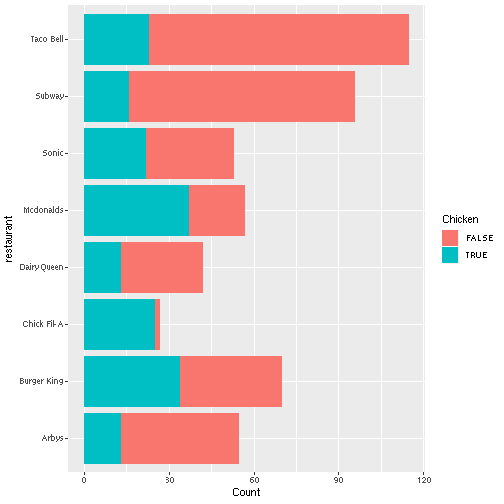 Taco Bell
Subway
Sonic
Mcdonalds
Dairy Queen
Chick Fil-A
Burger King
Arbys
restaurant
0 30 60 90 120
Count
Chicken
FALSE
TRUE